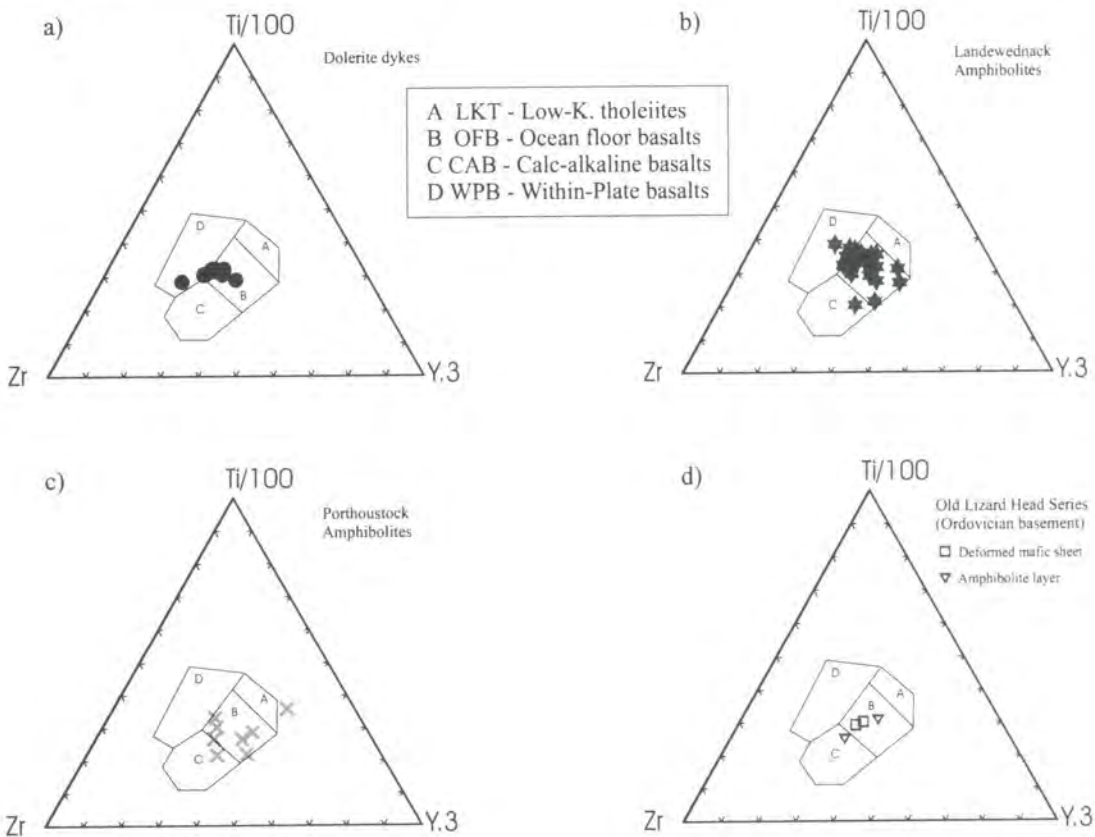 a)
Ti/100
Dolerite dykes
D
A
B
C
Zr
Y.3
A LKT - Low-K. tholeiites
B OFB - Ocean floor basalts
C CAB - Calc-alkaline basalts
D WPB - Within-Plate basalts
b)
Ti/100
Landewednack
Amphibolites
D
A
C
Zr
Y.3
c)
Ti/100
Porthoustock
Amphibolites
D
A
B
C
Zr
Y.3
d)
Ti/100
Old Lizard Head Series
(Ordovician basement)
Deformed mafic sheet
Amphibolite layer
D
A
B
C
Zr
Y.3